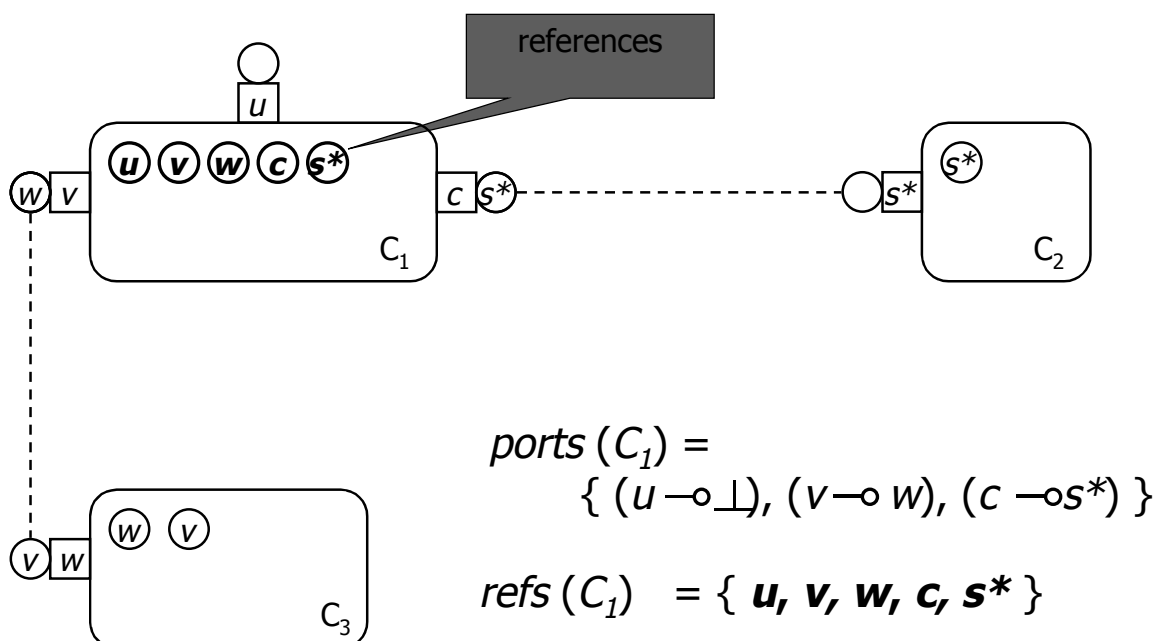 references
u
u v w c s*
w v
c s*
s*
s*
C₁
C₂
w v
v w
C₃
ports (C₁) =
{ (u ⊸ ⊥), (v ⊸ w), (c ⊸ s*) }
refs (C₁) = { u, v, w, c, s* }